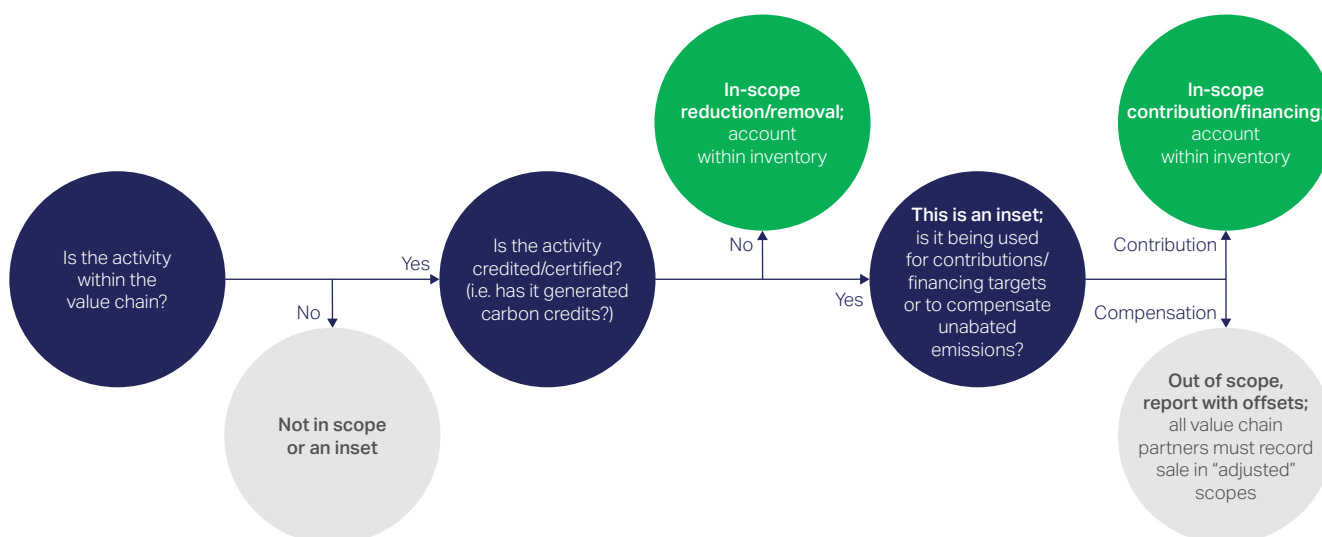 Is the activity
within the
value chain?
Yes
No
Not in scope
or an inset
Is the activity
credited/certified?
(i.e. has it generated
carbon credits?)
No
Yes
In-scope
reduction/removal;
account
within inventory
This is an inset;
is it being used
for contributions/
financing targets
or to compensate
unabated
emissions?
Contribution
Compensation
In-scope
contribution/financing;
account
within inventory
Out of scope,
report with offsets;
all value chain
partners must record
sale in “adjusted”
scopes